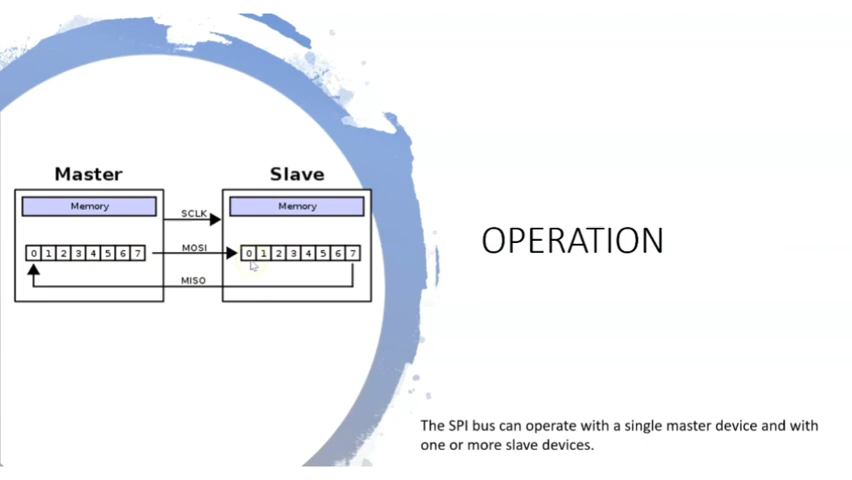 Master
Slave
Memory
Memory
SCLK
MOSI
0 1 2 3 4 5 6 7
0 1 2 3 4 5 6 7
MISO
OPERATION
The SPI bus can operate with a single master device and with
one or more slave devices.